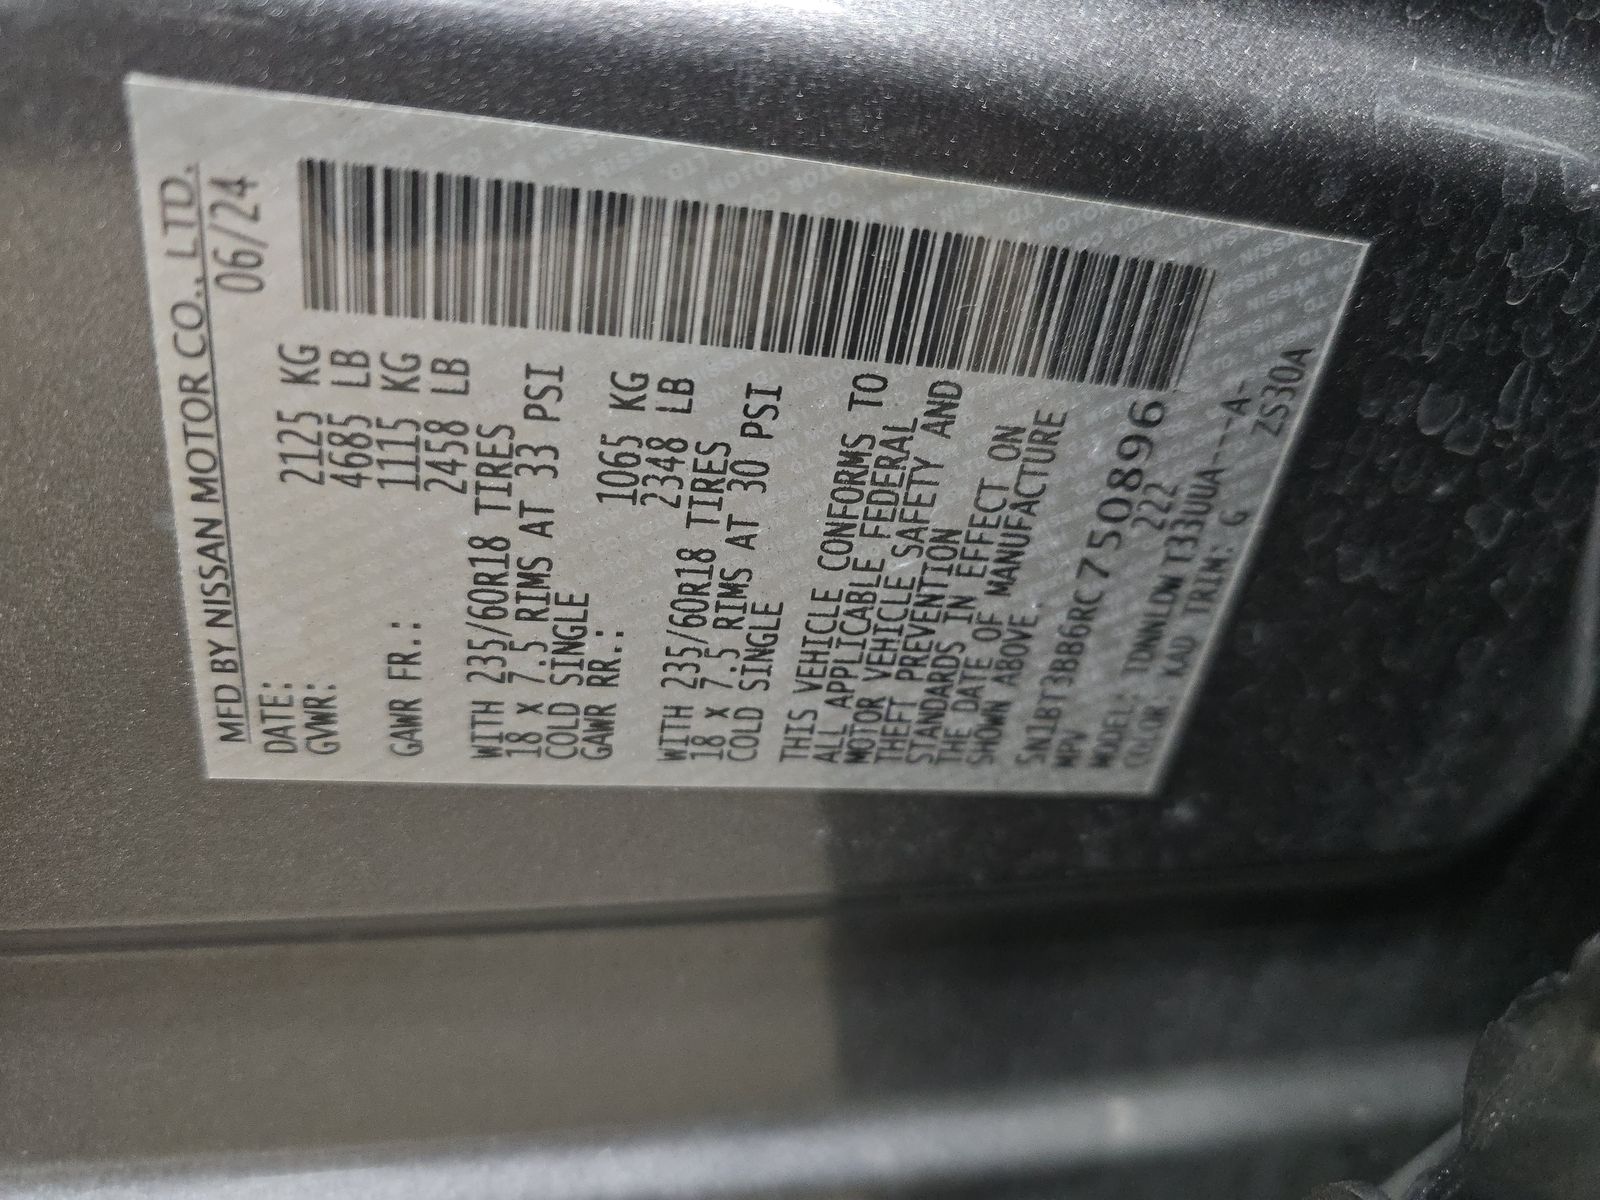 MFD BY NISSAN MOTOR CO., LTD.
DATE: 06/24
GVWR: 2125 KG
4685 LB
GAWR FR.: 1115 KG
2458 LB
WITH 235/60R18 TIRES
18 X 7.5 RIMS AT 33 PSI
COLD SINGLE
GAWR RR.: 1065 KG
2348 LB
WITH 235/60R18 TIRES
18 X 7.5 RIMS AT 30 PSI
COLD SINGLE
THIS VEHICLE CONFORMS TO
ALL APPLICABLE FEDERAL
MOTOR VEHICLE SAFETY AND
THEFT PREVENTION
STANDARDS IN EFFECT ON
THE DATE OF MANUFACTURE
SHOWN ABOVE.
5N1BT3BB6RC750896
MPV 222
MODEL: TDNNLDW T33UUA---A-
COLOR: KAD TRIM: G ZS30A